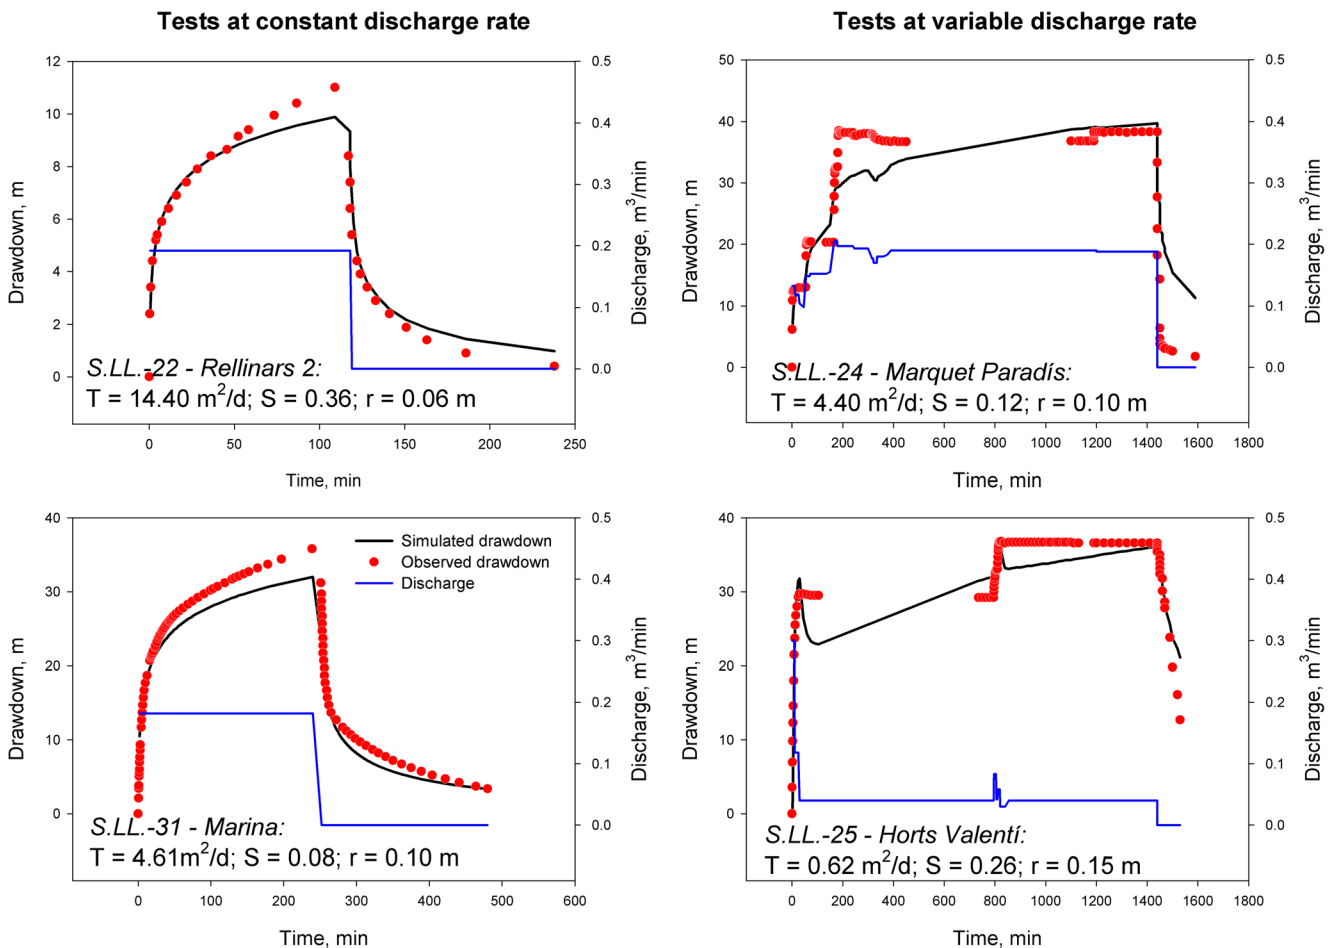 Tests at constant discharge rate
Tests at variable discharge rate
12
10
8
6
4
2
0
Drawdown, m
0.5
0.4
0.3
0.2
0.1
0.0
Discharge, m³/min
S.LL.-22 - Rellinars 2:
T = 14.40 m²/d; S = 0.36; r = 0.06 m
0 50 100 150 200 250
Time, min
50
40
30
20
10
0
Drawdown, m
0.5
0.4
0.3
0.2
0.1
0.0
Discharge, m³/min
S.LL.-24 - Marquet Paradís:
T = 4.40 m²/d; S = 0.12; r = 0.10 m
0 200 400 600 800 1000 1200 1400 1600 1800
Time, min
40
30
20
10
0
Drawdown, m
0.5
0.4
0.3
0.2
0.1
0.0
Discharge, m³/min
Simulated drawdown
Observed drawdown
Discharge
S.LL.-31 - Marina:
T = 4.61m²/d; S = 0.08; r = 0.10 m
0 100 200 300 400 500 600
Time, min
40
30
20
10
0
Drawdown, m
0.5
0.4
0.3
0.2
0.1
0.0
Discharge, m³/min
S.LL.-25 - Horts Valentí:
T = 0.62 m²/d; S = 0.26; r = 0.15 m
0 200 400 600 800 1000 1200 1400 1600 1800
Time, min